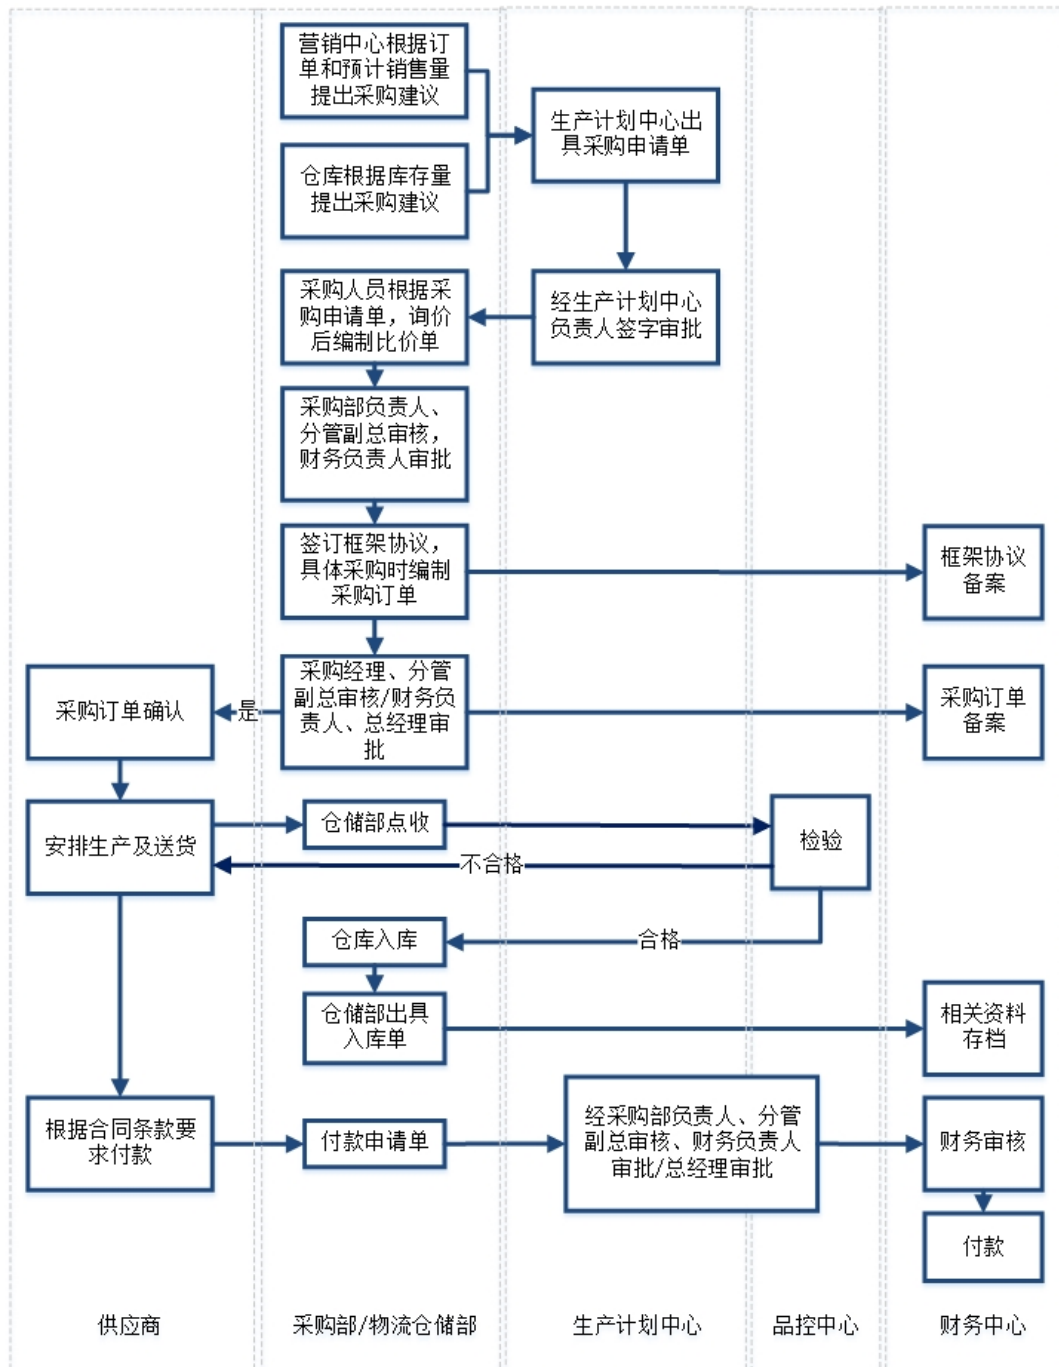 营销中心根据订
单和预计销售量
提出采购建议
生产计划中心出
具采购申请单
仓库根据库存量
提出采购建议
采购人员根据采
购申请单，询价
后编制比价单
经生产计划中心
负责人签字审批
采购部负责人、
分管副总审核，
财务负责人审批
签订框架协议，
具体采购时编制
采购订单
框架协议
备案
采购经理、分管
副总审核/财务负
责人、总经理审
批
是
采购订单确认
采购订单
备案
安排生产及送货
仓储部点收
检验
不合格
仓库入库
合格
仓储部出具
入库单
相关资料
存档
根据合同条款要
求付款
付款申请单
经采购部负责人、分管
副总审核、财务负责人
审批/总经理审批
财务审核
付款
供应商
采购部/物流仓储部
生产计划中心
品控中心
财务中心